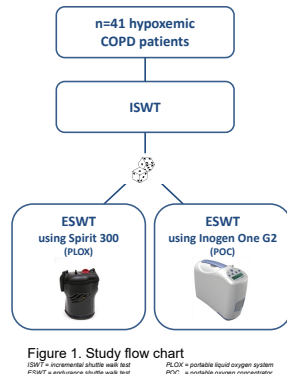 n=41 hypoxemic
COPD patients
ISWT
ESWT
using Spirit 300
(PLOX)
ESWT
using Inogen One G2
(POC)
Figure 1. Study flow chart
ISWT = incremental shuttle walk test
PLOX = portable liquid oxygen system
ESWT = endurance shuttle walk test
POC = portable oxygen concentrator